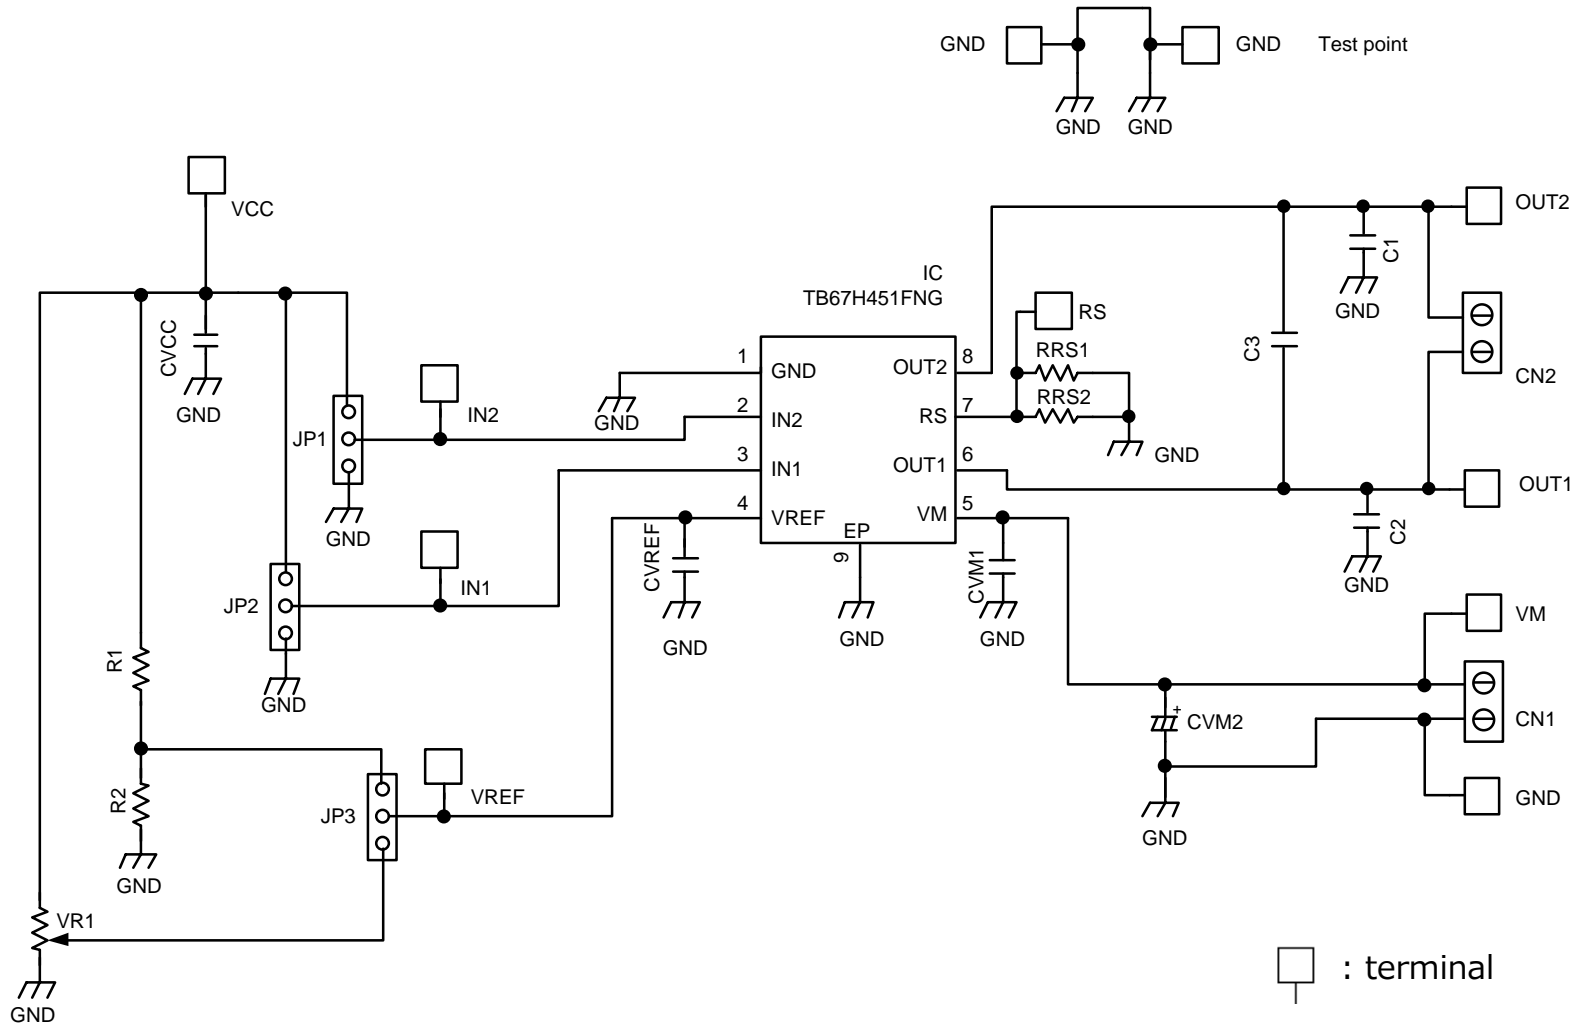 GND
GND
Test point
GND
GND
VCC
OUT2
C1
IC
TB67H451FNG
GND
RS
CVCC
RRS1
C3
1
8
GND
OUT2
CN2
RRS2
GND
IN2
GND
2
7
IN2
RS
JP1
GND
3
6
IN1
OUT1
OUT1
4
5
VREF
VM
GND
EP
C2
CVREF
9
CVM1
IN1
GND
JP2
VM
GND
GND
GND
R1
GND
CVM2
+
CN1
R2
VREF
GND
JP3
GND
GND
VR1
: terminal
GND